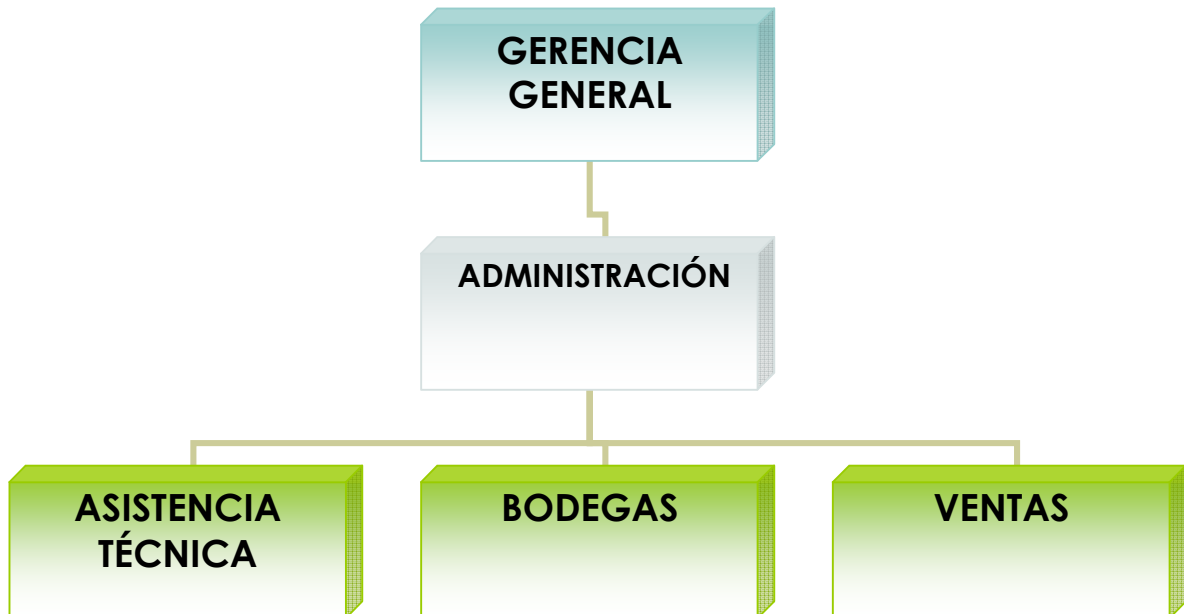 GERENCIA
GENERAL
ADMINISTRACIÓN
ASISTENCIA
TÉCNICA
BODEGAS
VENTAS